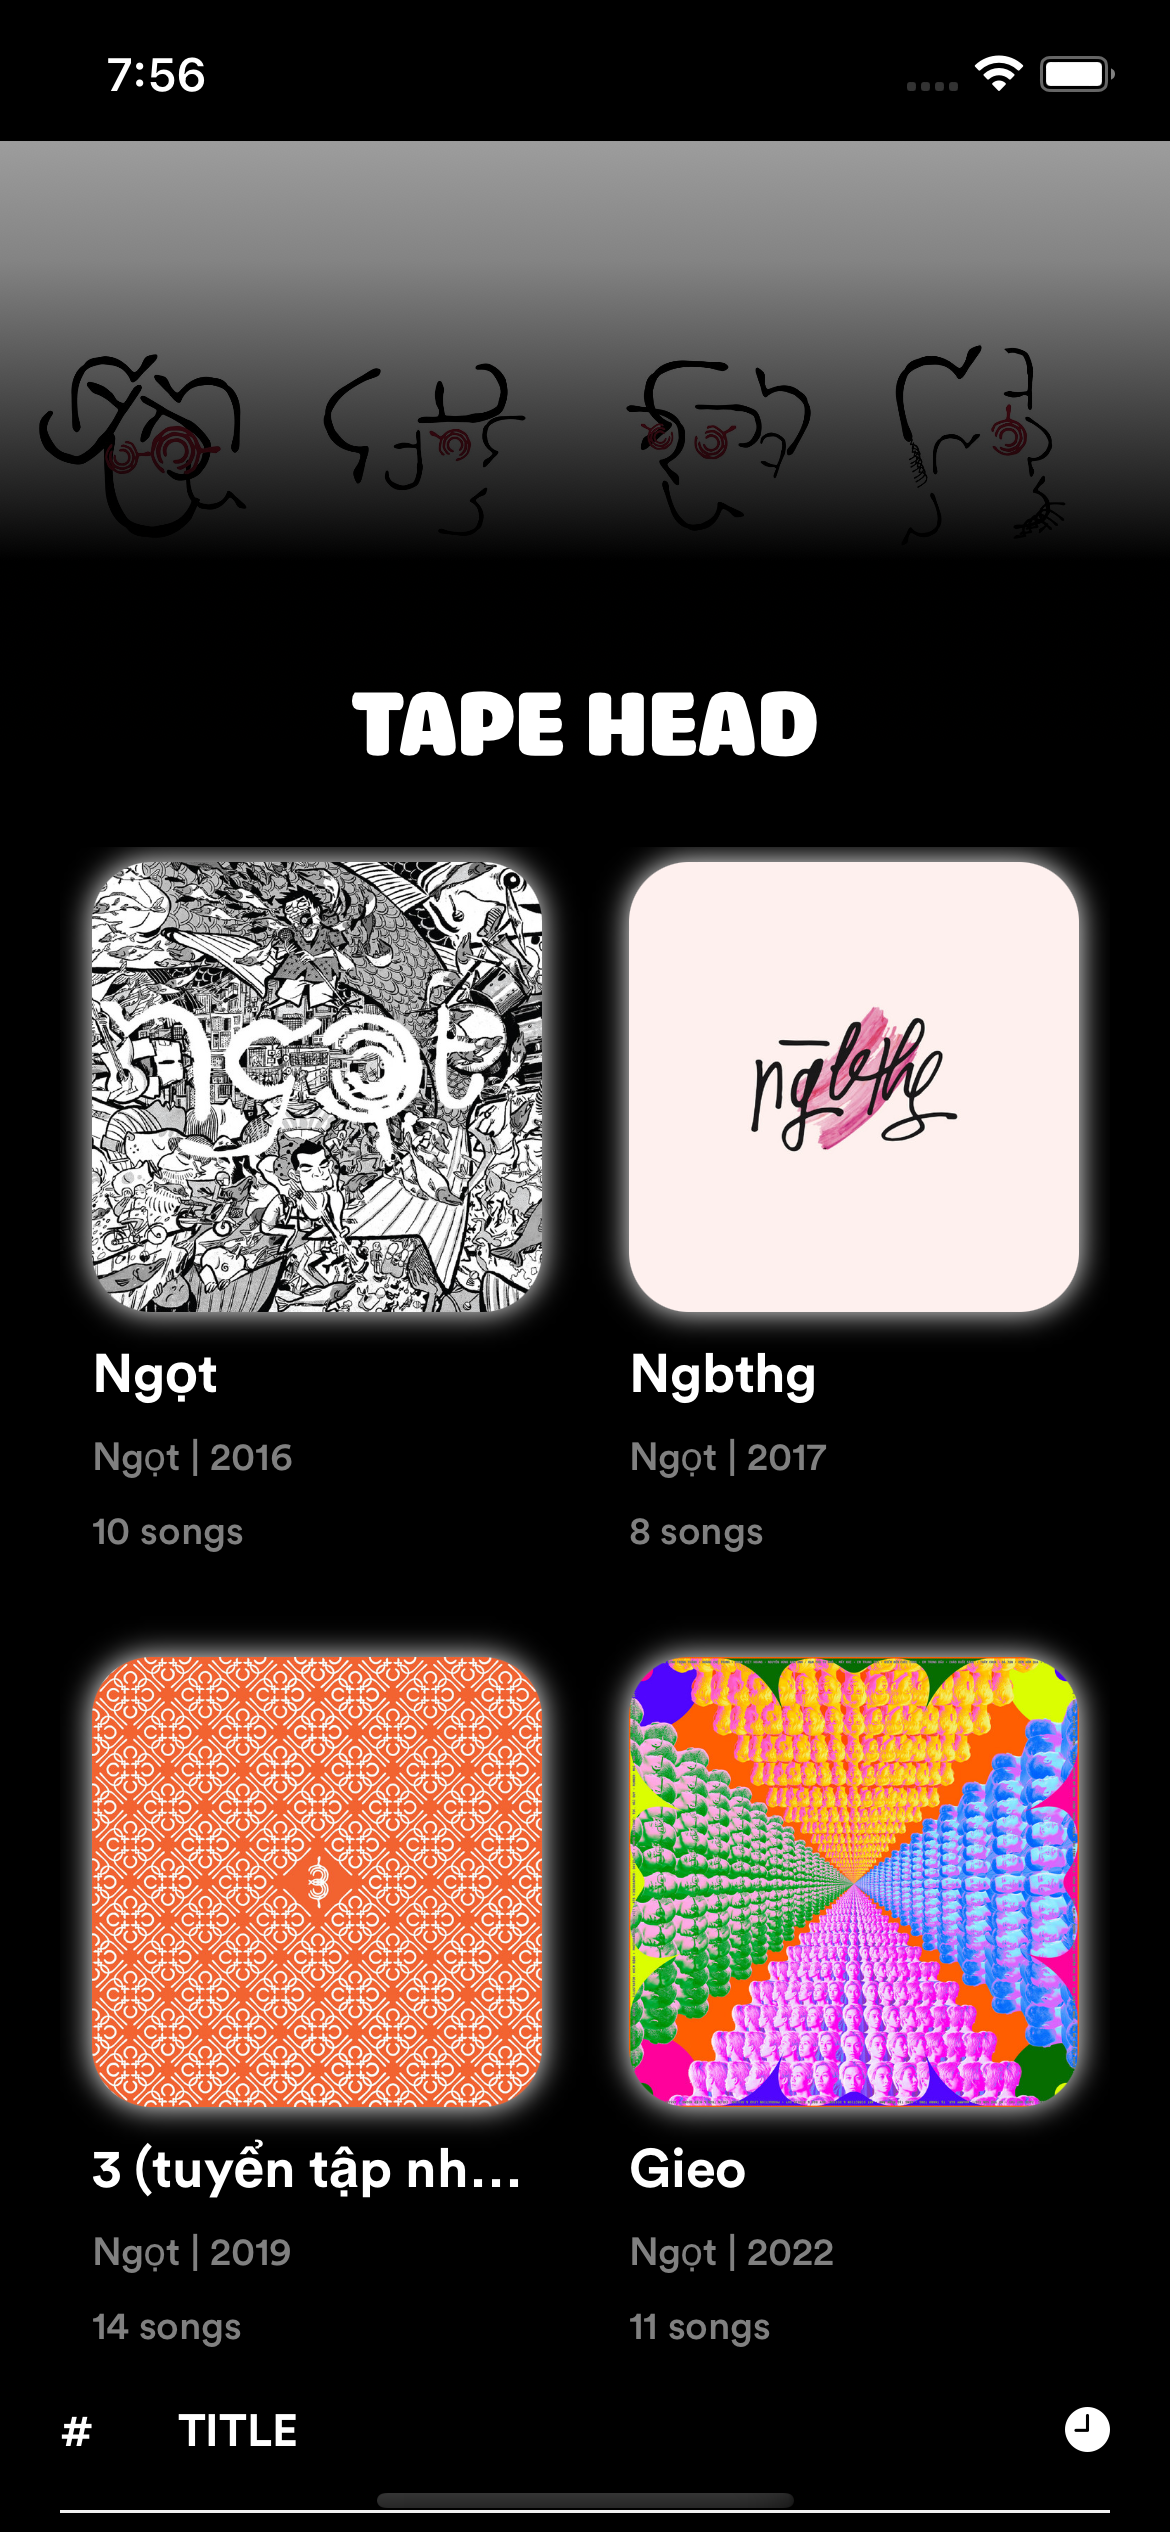 7:56
TAPE HEAD
ngọt
ngbthg
Ngọt
Ngbthg
Ngọt | 2016
Ngọt | 2017
10 songs
8 songs
3
3 (tuyển tập nh...
Gieo
Ngọt | 2019
Ngọt | 2022
14 songs
11 songs
# TITLE